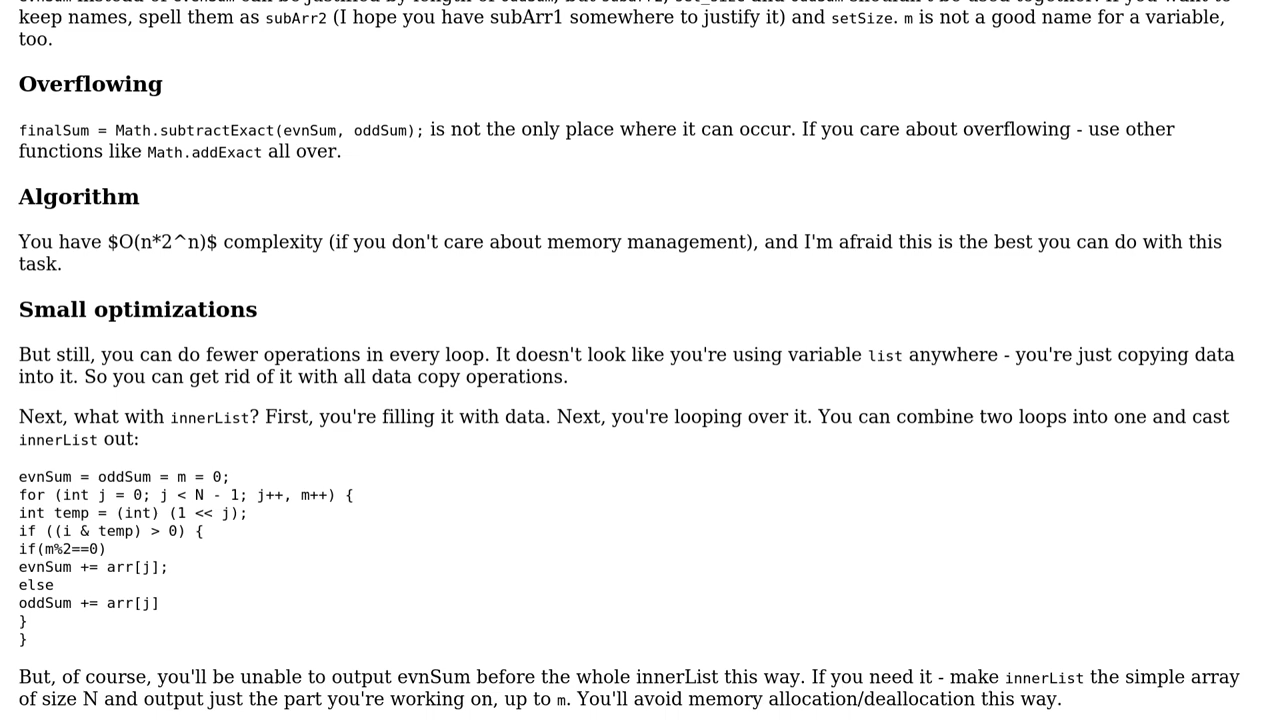 keep names, spell them as subArr2 (I hope you have subArr1 somewhere to justify it) and setSize. m is not a good name for a variable,
too.
Overflowing
finalSum = Math.subtractExact(evnSum, oddSum); is not the only place where it can occur. If you care about overflowing - use other
functions like Math.addExact all over.
Algorithm
You have $O(n*2^n)$ complexity (if you don't care about memory management), and I'm afraid this is the best you can do with this
task.
Small optimizations
But still, you can do fewer operations in every loop. It doesn't look like you're using variable list anywhere - you're just copying data
into it. So you can get rid of it with all data copy operations.
Next, what with innerList? First, you're filling it with data. Next, you're looping over it. You can combine two loops into one and cast
innerList out:
evnSum = oddSum = m = 0;
for (int j = 0; j < N - 1; j++, m++) {
int temp = (int) (1 << j);
if ((i & temp) > 0) {
if(m%2==0)
evnSum += arr[j];
else
oddSum += arr[j]
}
}
But, of course, you'll be unable to output evnSum before the whole innerList this way. If you need it - make innerList the simple array
of size N and output just the part you're working on, up to m. You'll avoid memory allocation/deallocation this way.